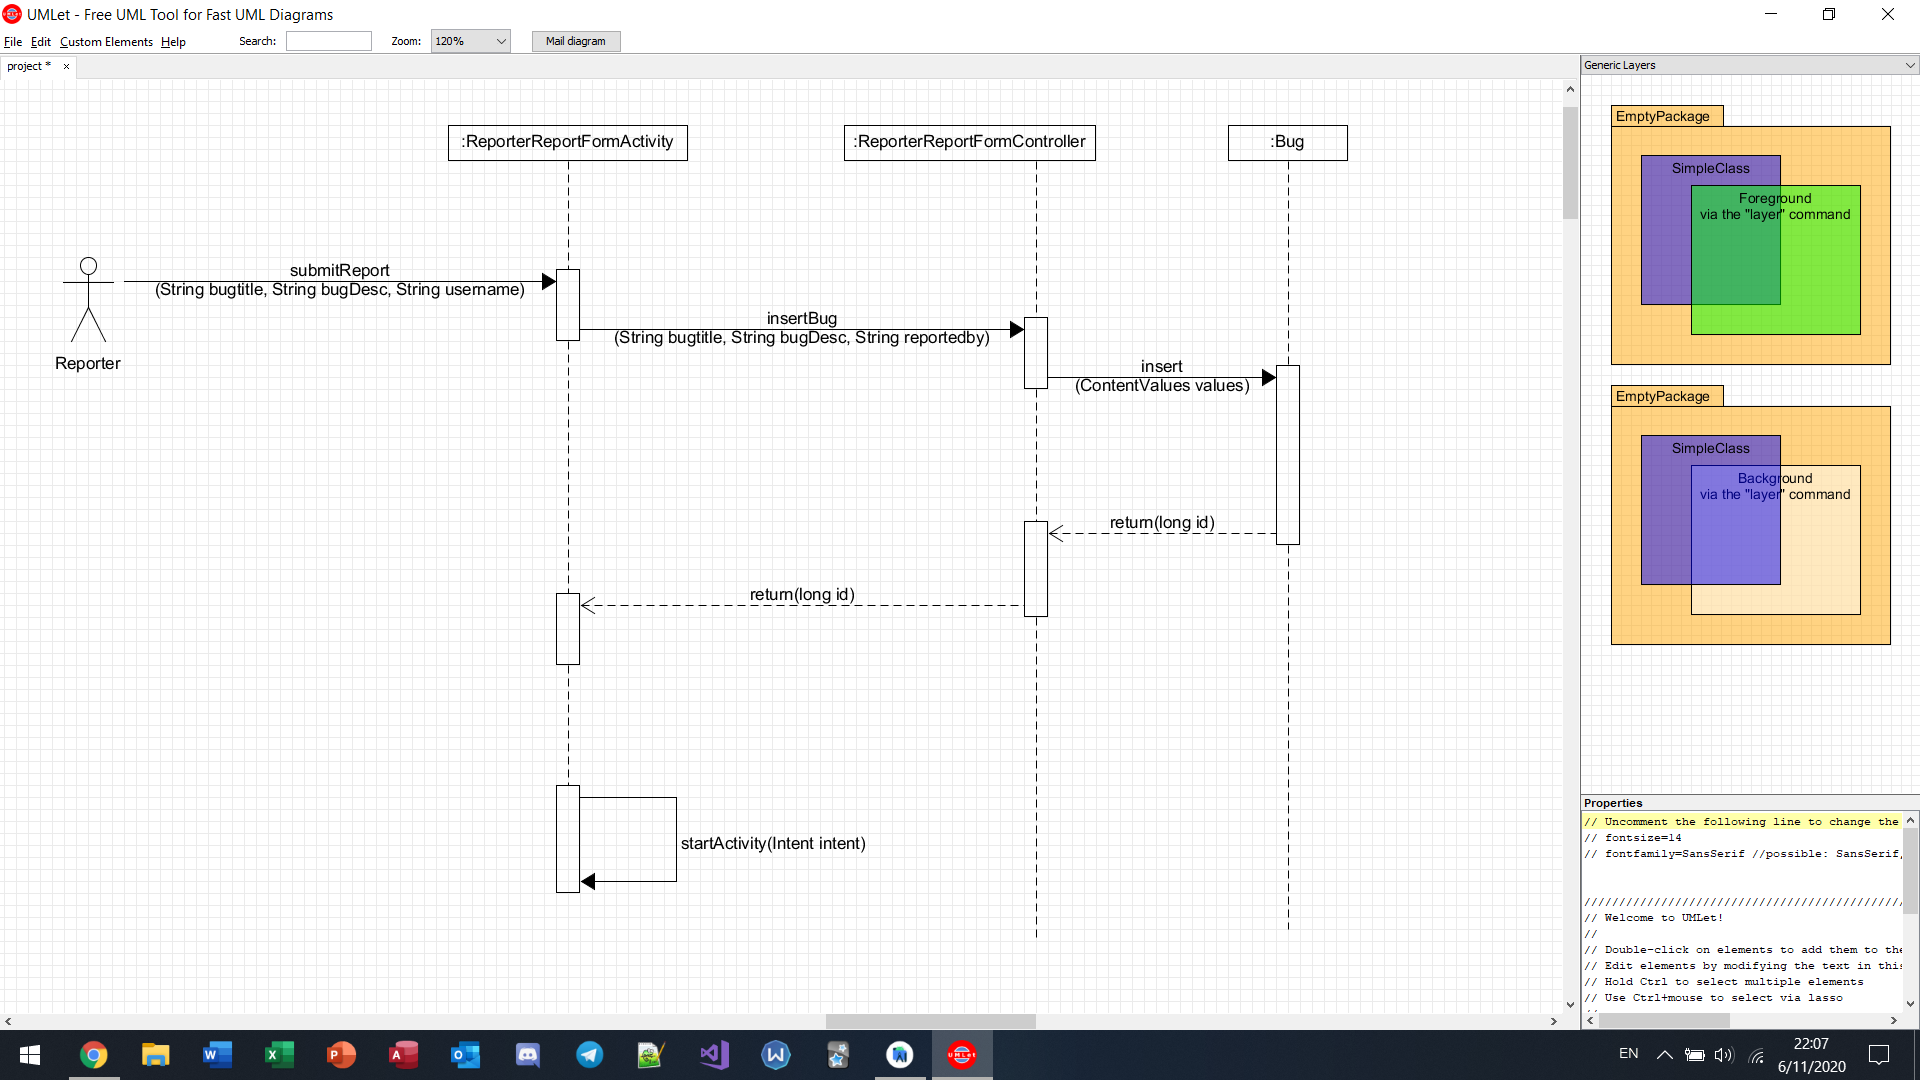 UMLet - Free UML Tool for Fast UML Diagrams
File Edit Custom Elements Help Search: Zoom: 120% Mail diagram
project *
Generic Layers
:ReporterReportFormActivity
:ReporterReportFormController
:Bug
submitReport
(String bugtitle, String bugDesc, String username)
Reporter
insertBug
(String bugtitle, String bugDesc, String reportedby)
insert
(ContentValues values)
return(long id)
return(long id)
startActivity(Intent intent)
EmptyPackage
SimpleClass
Foreground
via the "layer" command
EmptyPackage
SimpleClass
Background
via the "layer" command
Properties
// Uncomment the following line to change the
// fontsize=14
// fontfamily=SansSerif //possible: SansSerif,
//////////////////////////////////////////////
// Welcome to UMLet!
//
// Double-click on elements to add them to the
// Edit elements by modifying the text in this
// Hold Ctrl to select multiple elements
// Use Ctrl+mouse to select via lasso
EN
22:07
6/11/2020